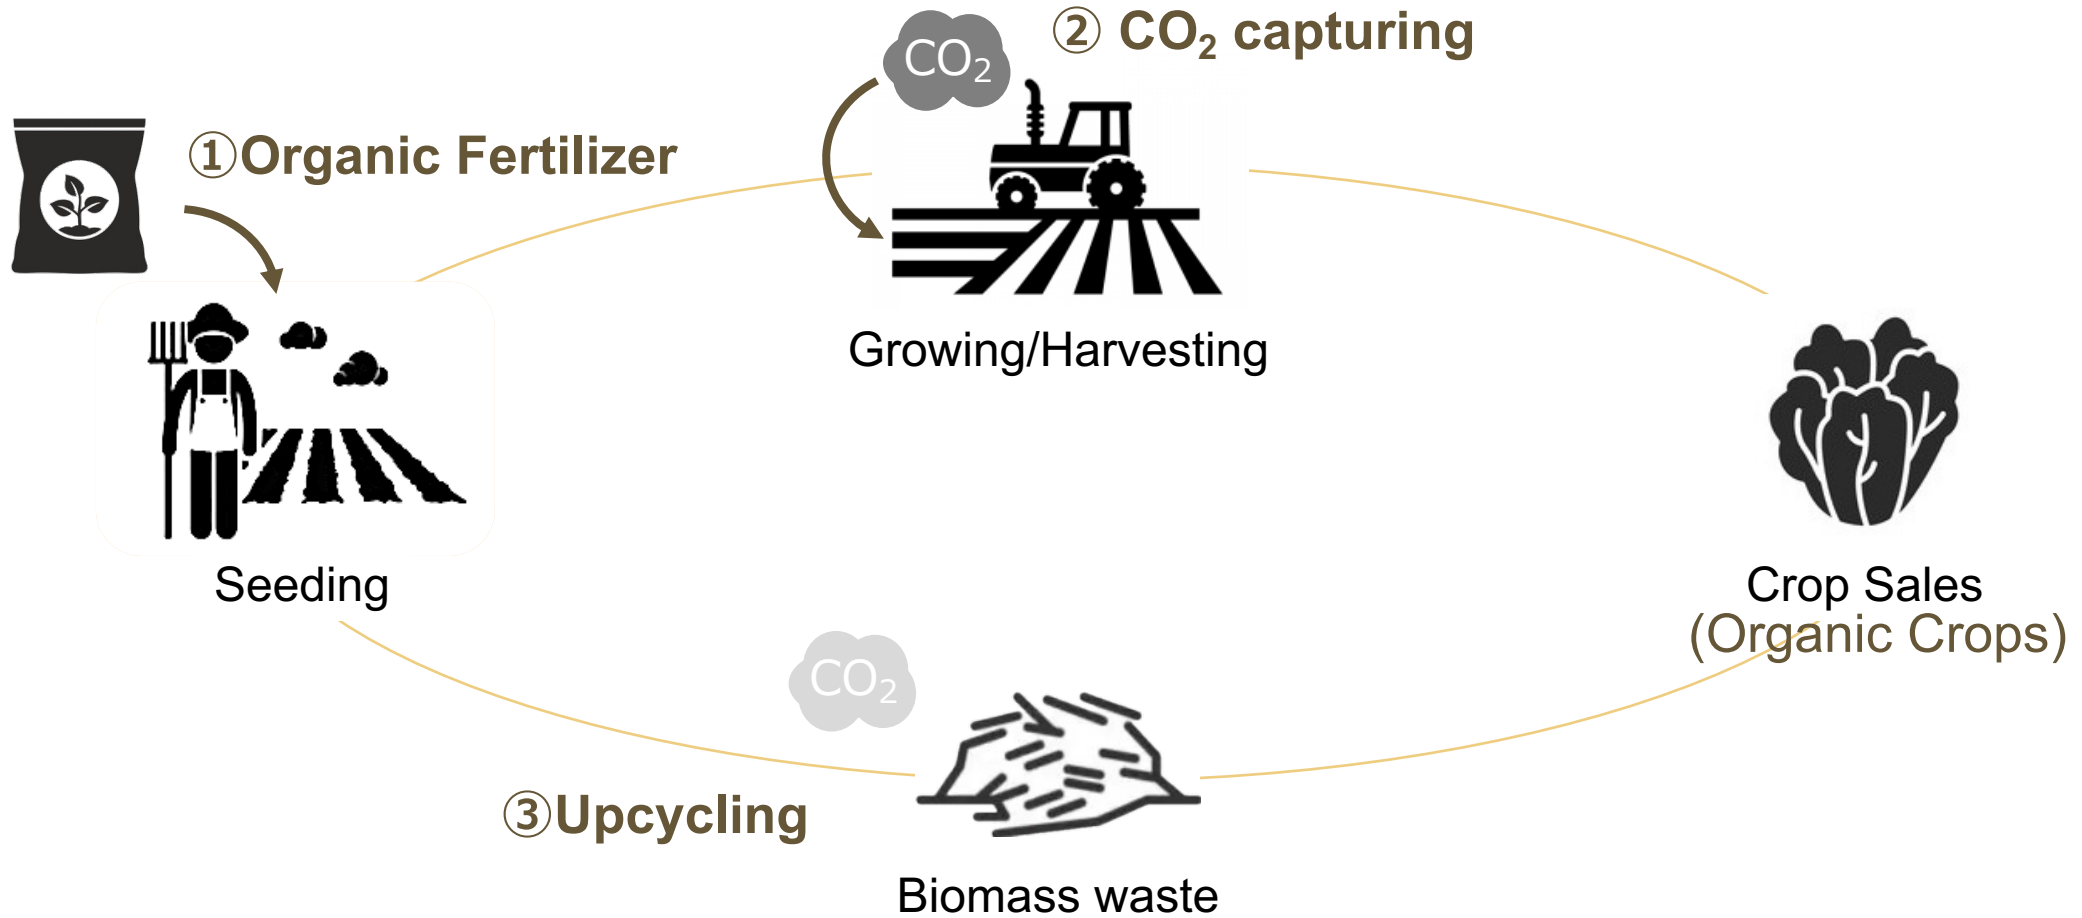 CO₂
② CO₂ capturing
①Organic Fertilizer
Growing/Harvesting
Seeding
Crop Sales
(Organic Crops)
CO₂
③Upcycling
Biomass waste